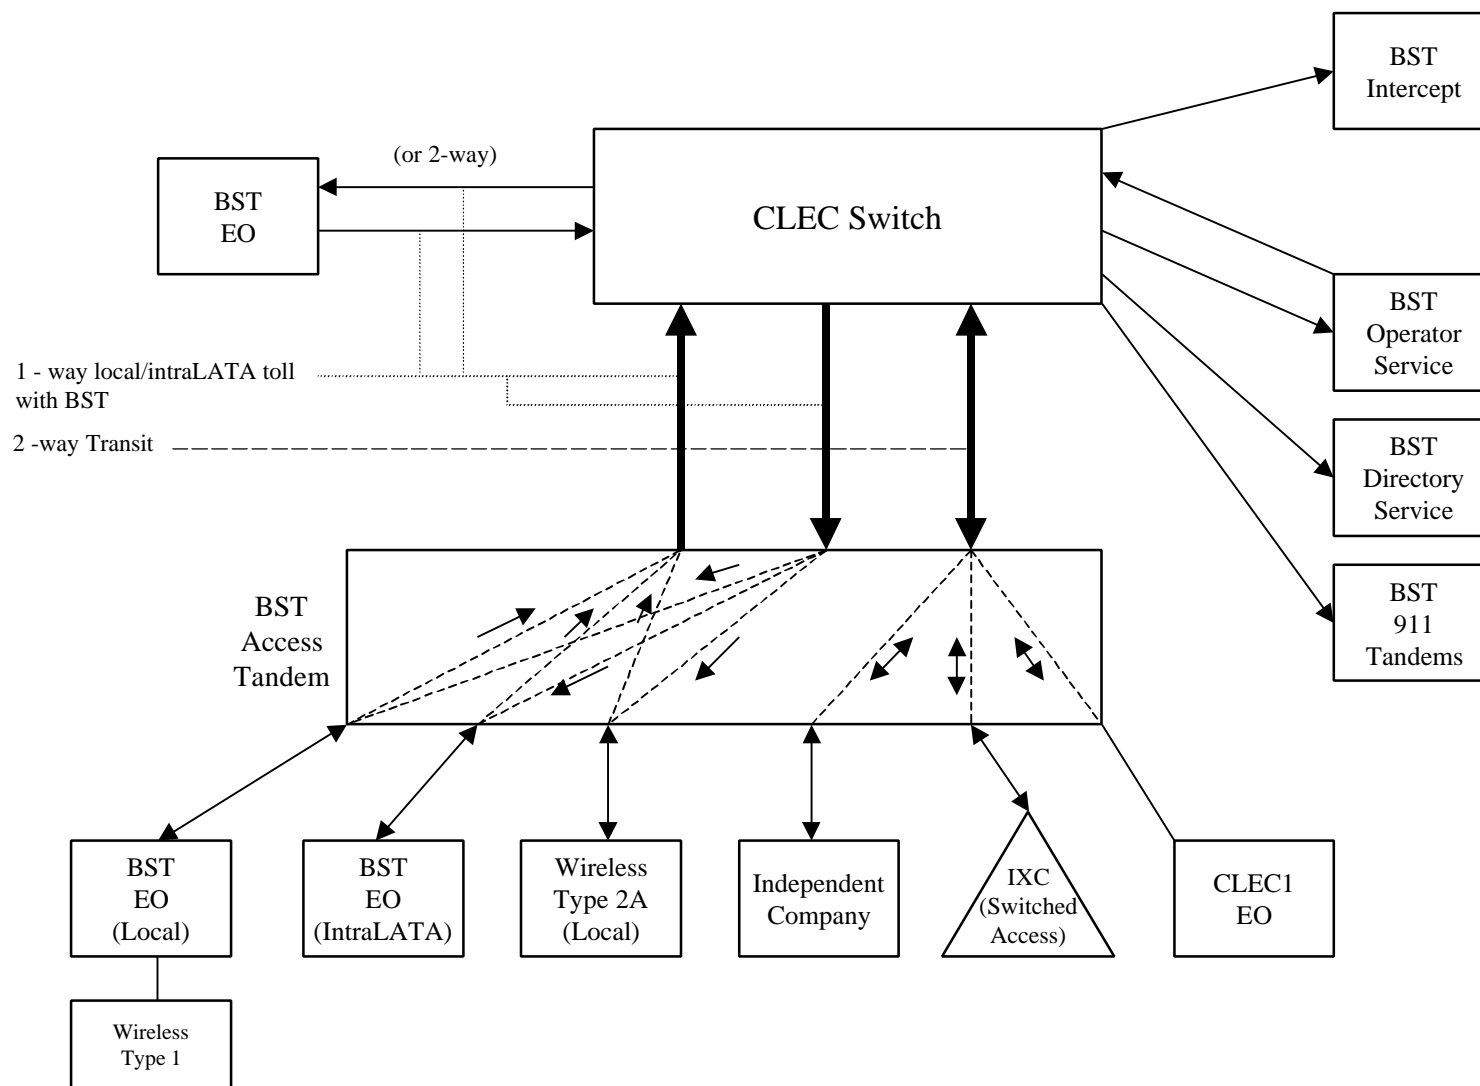 BST
Intercept
(or 2-way)
BST
EO
CLEC Switch
BST
Operator
Service
1 - way local/intraLATA toll
with BST
2 -way Transit
BST
Directory
Service
BST
911
Tandems
BST
Access
Tandem
BST
EO
(Local)
BST
EO
(IntraLATA)
Wireless
Type 2A
(Local)
Independent
Company
IXC
(Switched
Access)
CLEC1
EO
Wireless
Type 1